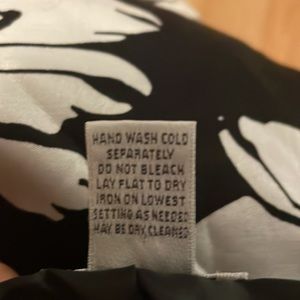 HAND WASH COLD
SEPARATELY
DO NOT BLEACH
LAY FLAT TO DRY
IRON ON LOWEST
SETTING AS NEEDED
MAY BE DRY CLEANED